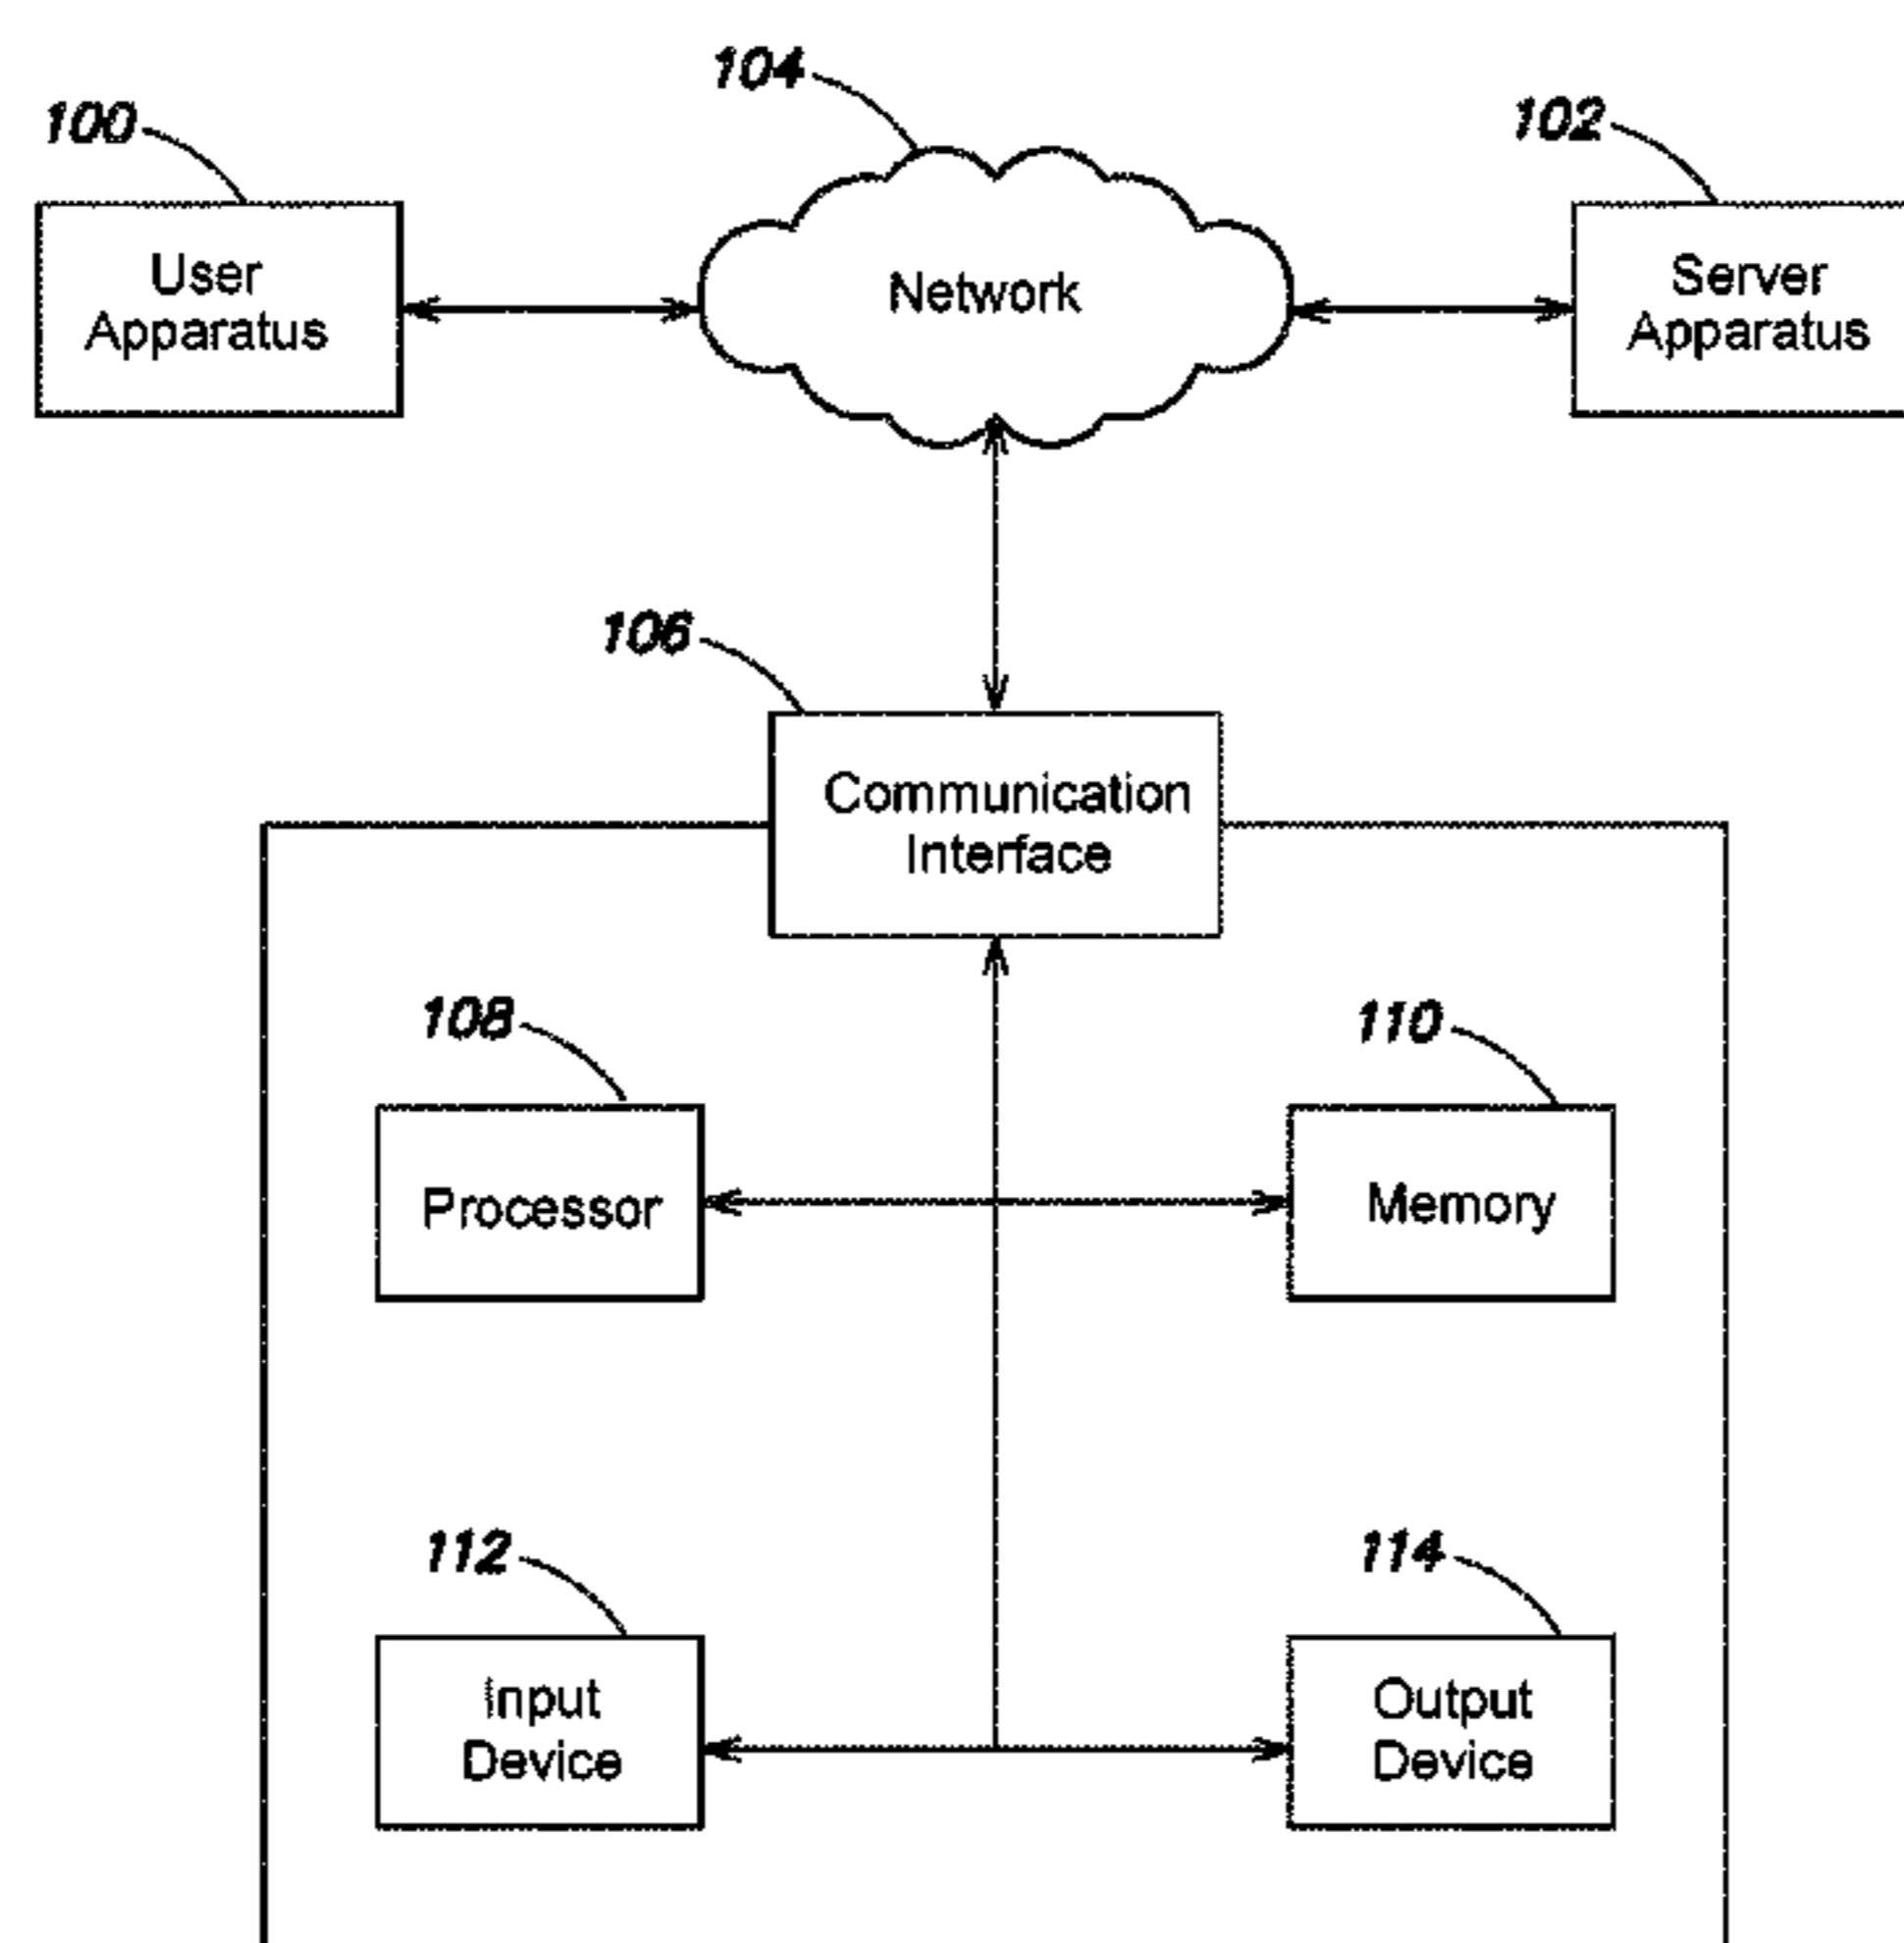 104
100
102
User
Apparatus
Network
Server
Apparatus
106
Communication
Interface
108
110
Processor
Memory
112
114
Input
Device
Output
Device